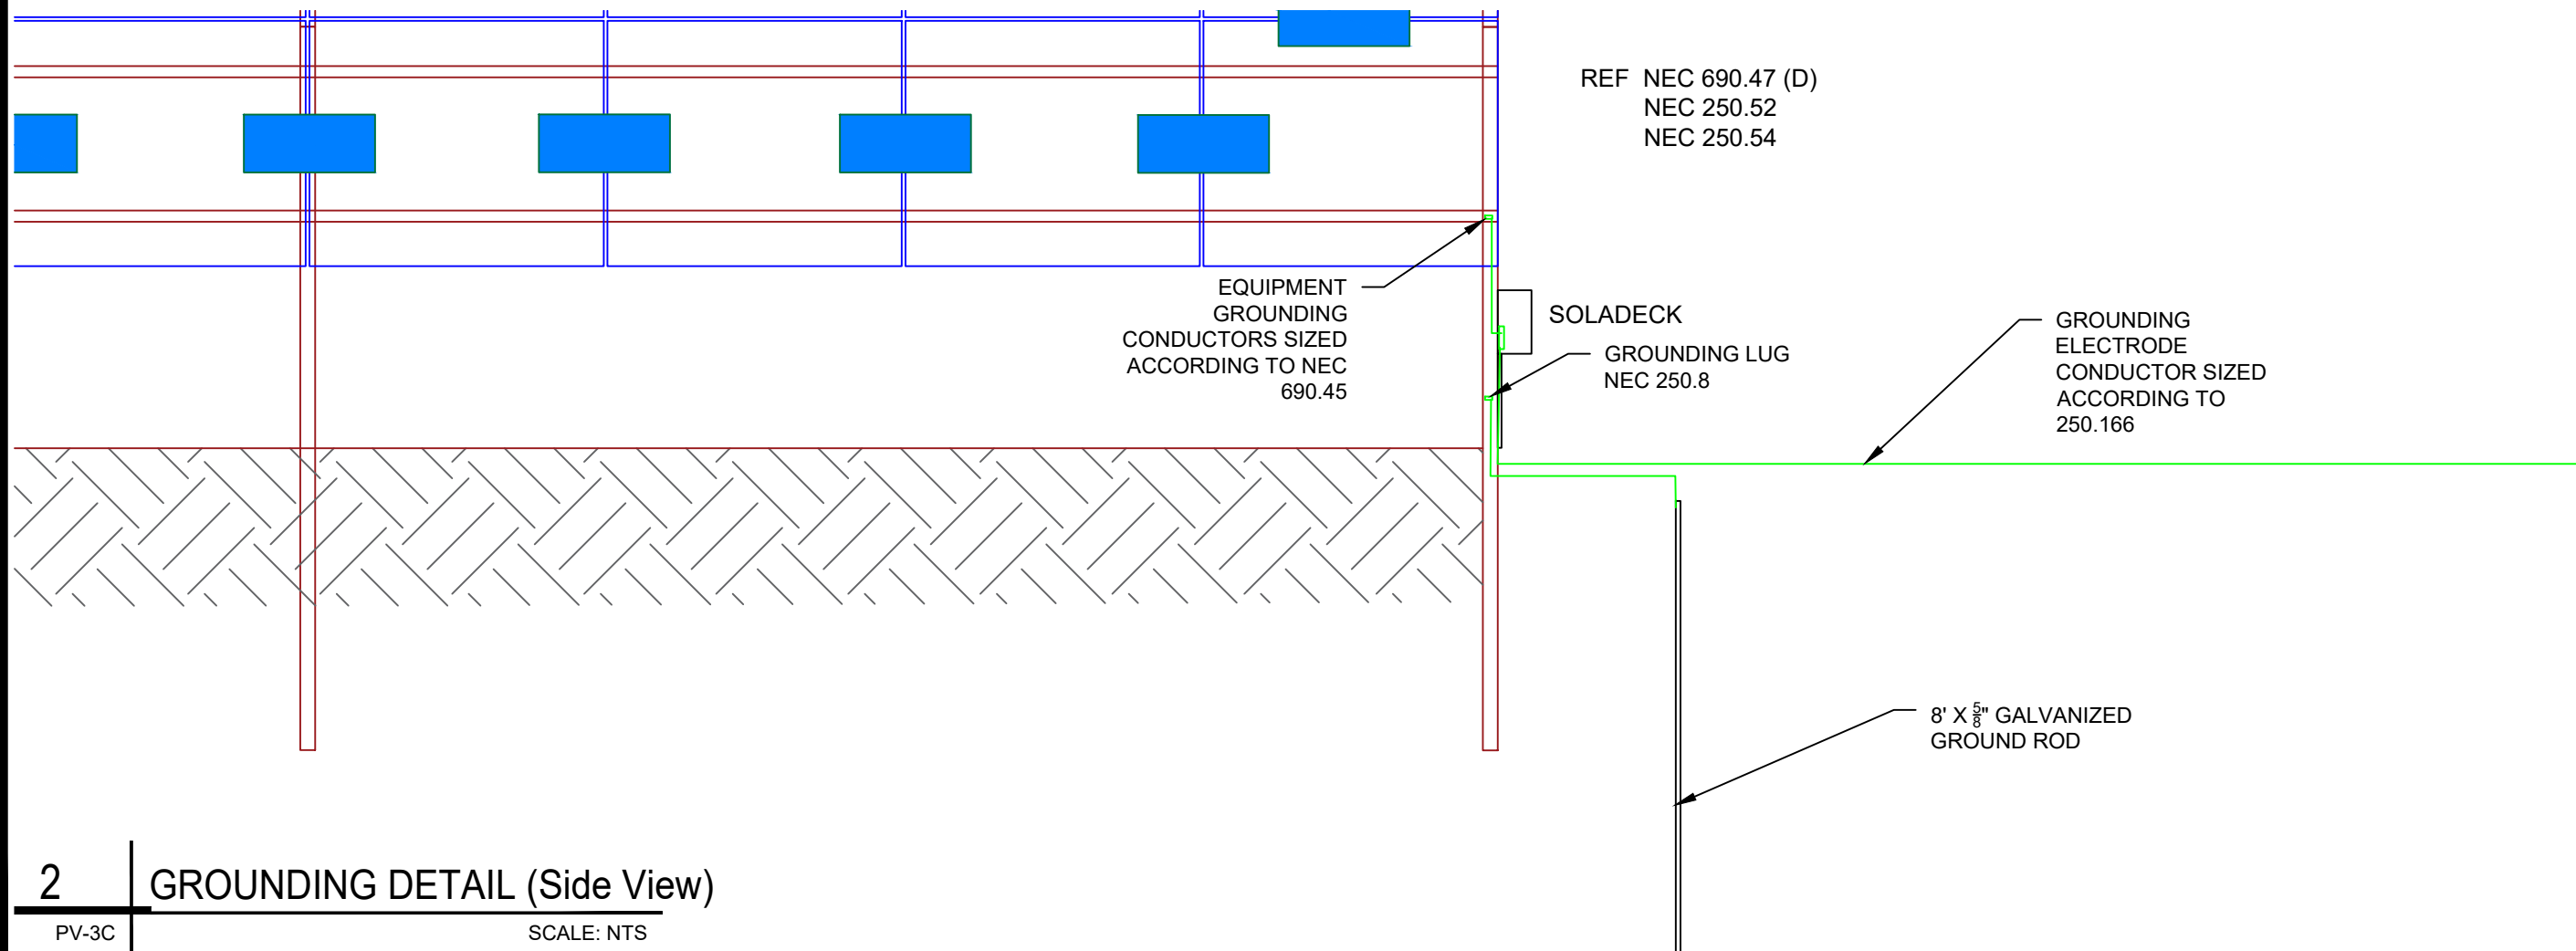 REF NEC 690.47 (D)
NEC 250.52
NEC 250.54
EQUIPMENT
GROUNDING
CONDUCTORS SIZED
ACCORDING TO NEC
690.45
SOLADECK
GROUNDING LUG
NEC 250.8
GROUNDING
ELECTRODE
CONDUCTOR SIZED
ACCORDING TO
250.166
8' X 5/8" GALVANIZED
GROUND ROD
2
GROUNDING DETAIL (Side View)
PV-3C
SCALE: NTS